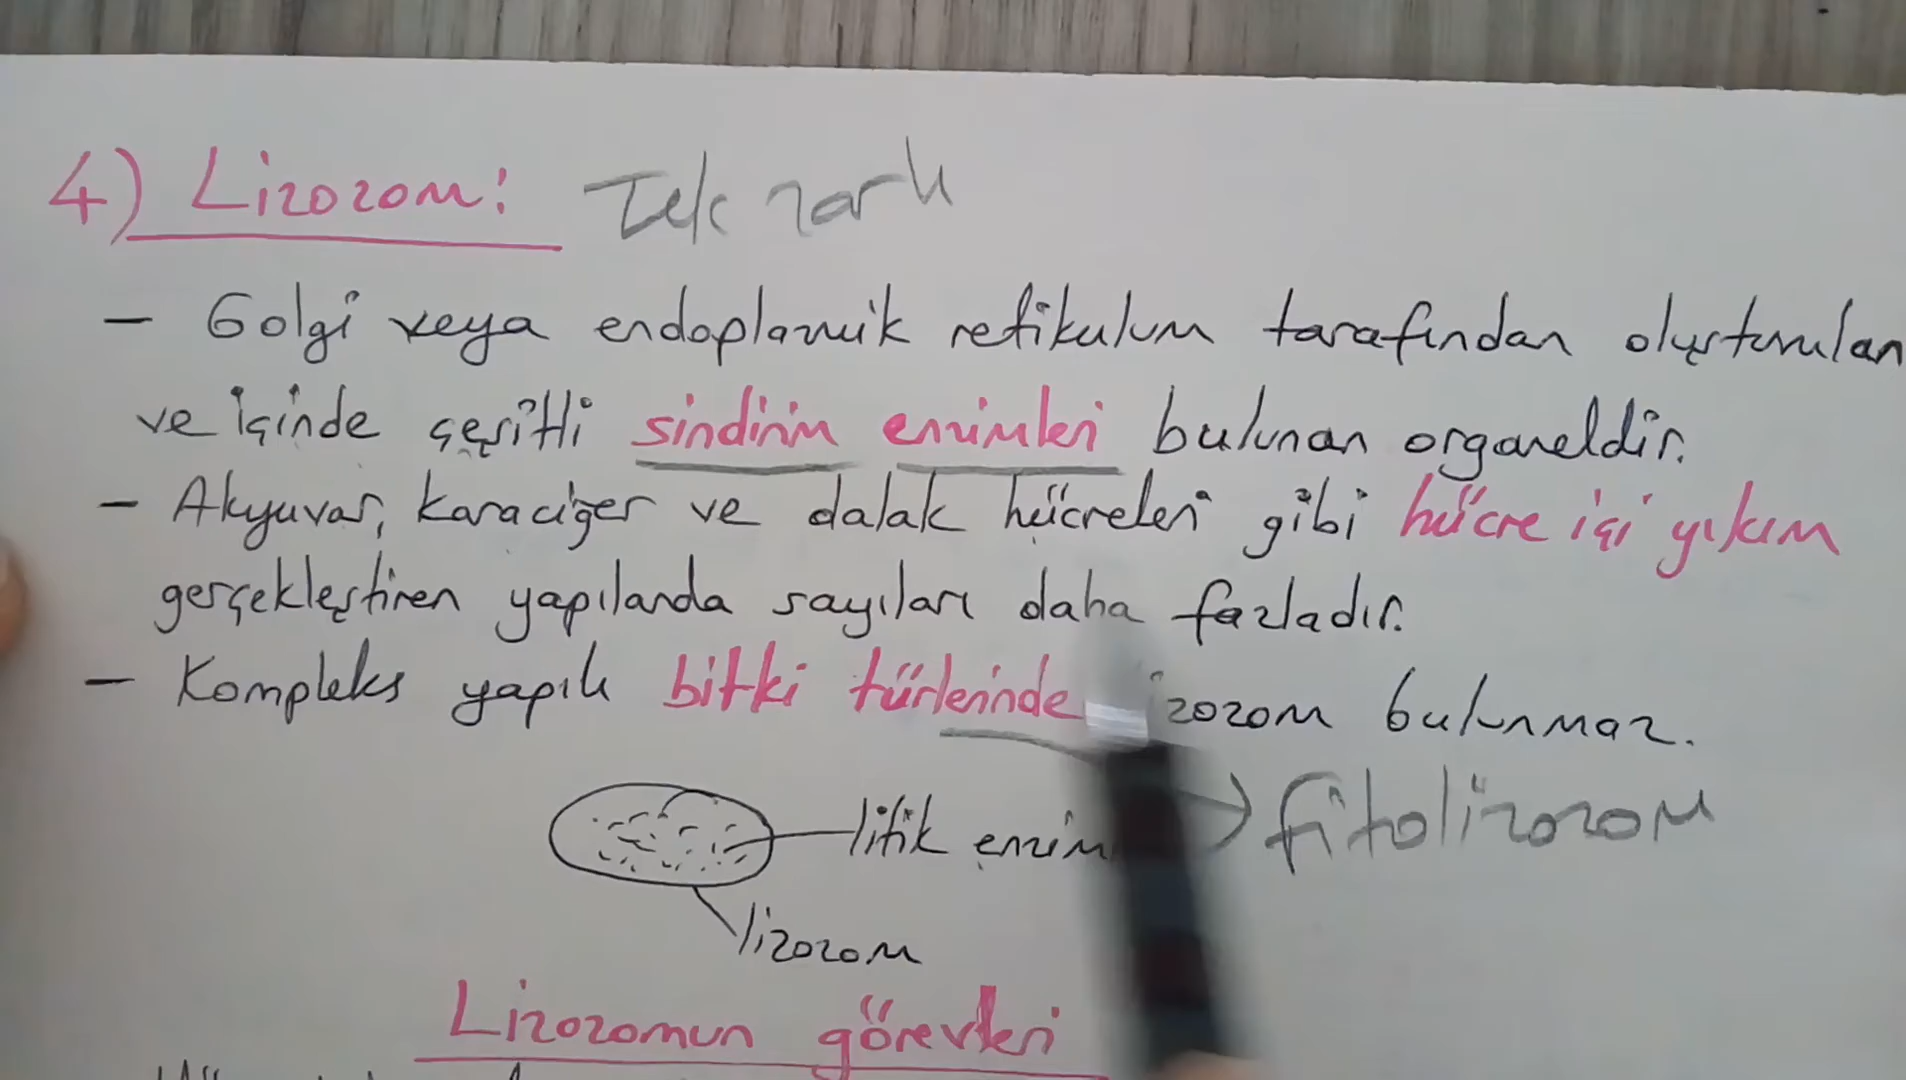 4) Lizozom: Tek zarlı
- Golgi veya endoplazmik retikulum tarafından oluşturulan
ve içinde çeşitli sindirim enzimleri bulunan organeldir.
- Akyuvar, karaciğer ve dalak hücreleri gibi hücre içi yıkım
gerçekleştiren yapılarda sayıları daha fazladır.
- Kompleks yapılı bitki türlerinde lizozom bulunmaz.
litik enzim
fitolizozom
lizozom
Lizozomun görevleri